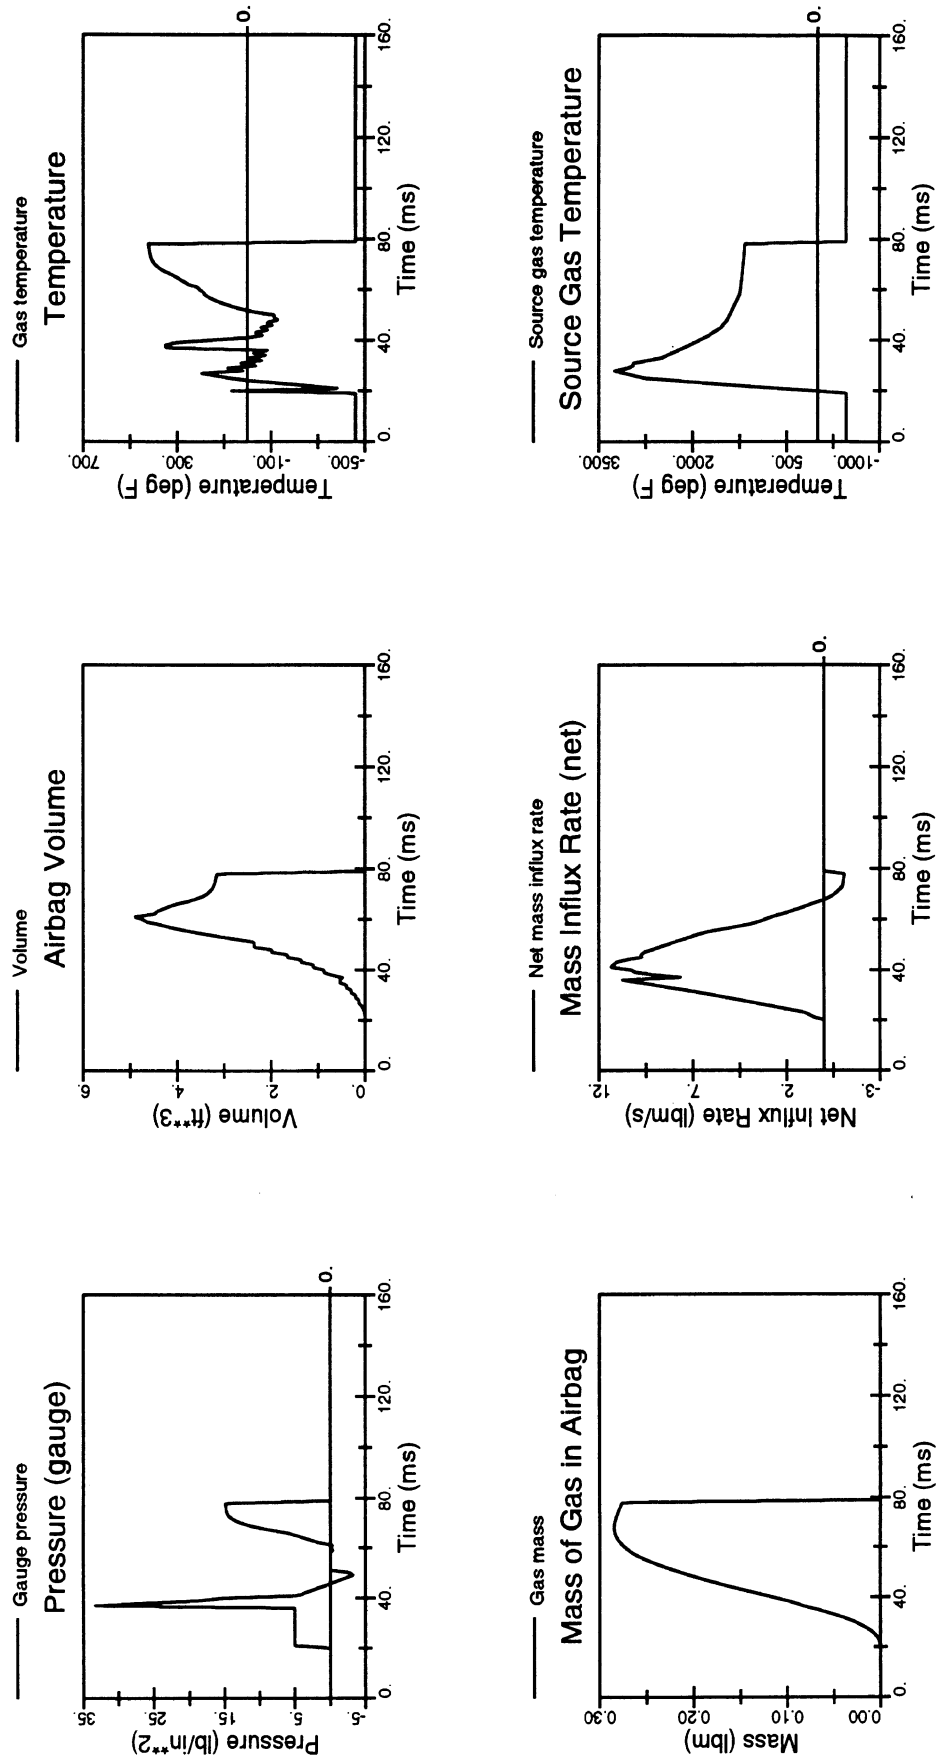 Gauge pressure
Pressure (gauge)
Pressure (lb/in**2)
35.
25.
15.
5.
-5.
0.
0.
40.
80.
120.
160.
Time (ms)
Volume
Airbag Volume
Volume (ft**3)
6.
4.
2.
0.
0.
40.
80.
120.
160.
Time (ms)
Gas temperature
Temperature
Temperature (deg F)
700.
300.
-100.
-500.
0.
0.
40.
80.
120.
160.
Time (ms)
Gas mass
Mass of Gas in Airbag
Mass (lbm)
0.30
0.20
0.10
0.00
0.
40.
80.
120.
160.
Time (ms)
Net mass influx rate
Mass Influx Rate (net)
Net Influx Rate (lbm/s)
12.
7.
2.
-3.
0.
0.
40.
80.
120.
160.
Time (ms)
Source gas temperature
Source Gas Temperature
Temperature (deg F)
3500.
2000.
500.
-1000.
0.
0.
40.
80.
120.
160.
Time (ms)